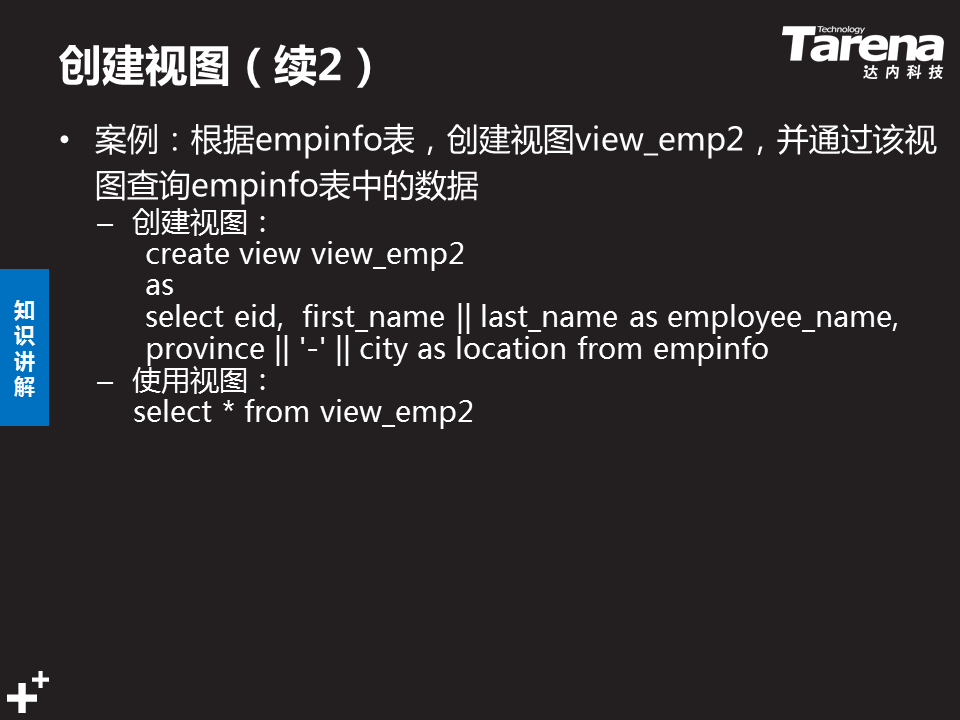 创建视图（续2）
Technology
Tarena
达内科技
• 案例：根据empinfo表，创建视图view_emp2，并通过该视
图查询empinfo表中的数据
– 创建视图：
create view view_emp2
as
select eid, first_name || last_name as employee_name,
province || '-' || city as location from empinfo
– 使用视图：
select * from view_emp2
知
识
讲
解